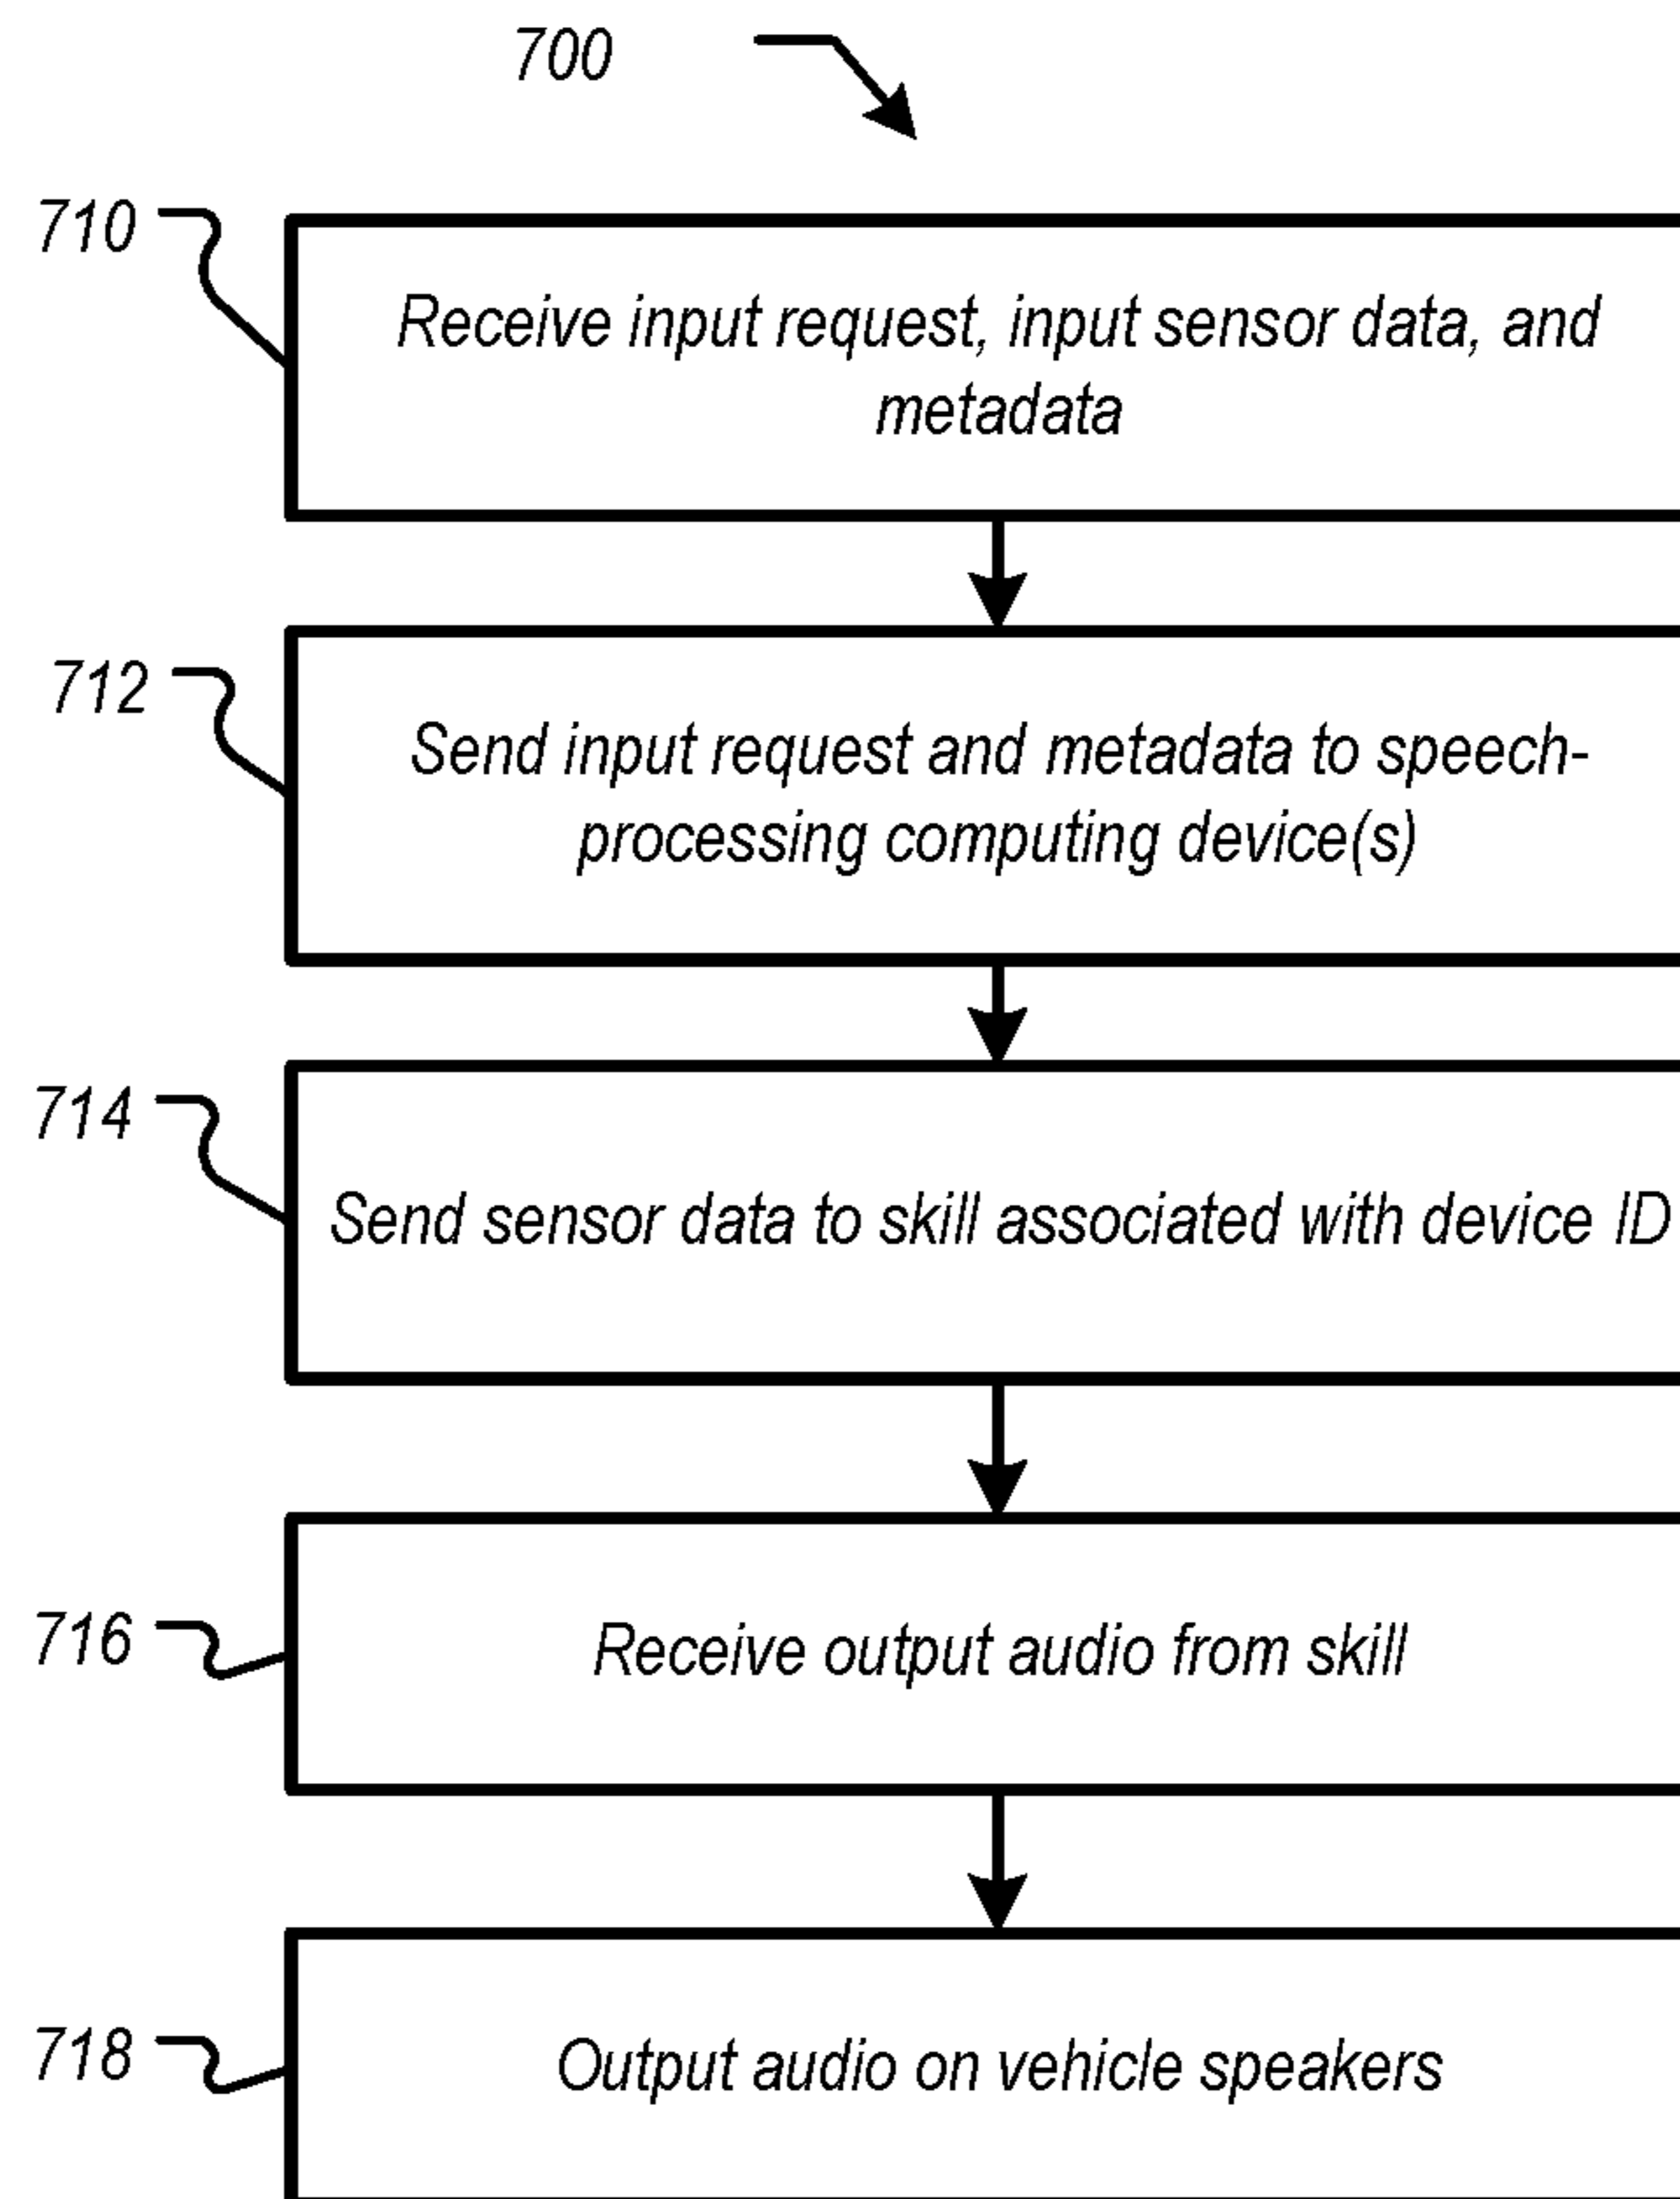 700
710
Receive input request, input sensor data, and
metadata
712
Send input request and metadata to speech-
processing computing device(s)
714
Send sensor data to skill associated with device ID
716
Receive output audio from skill
718
Output audio on vehicle speakers